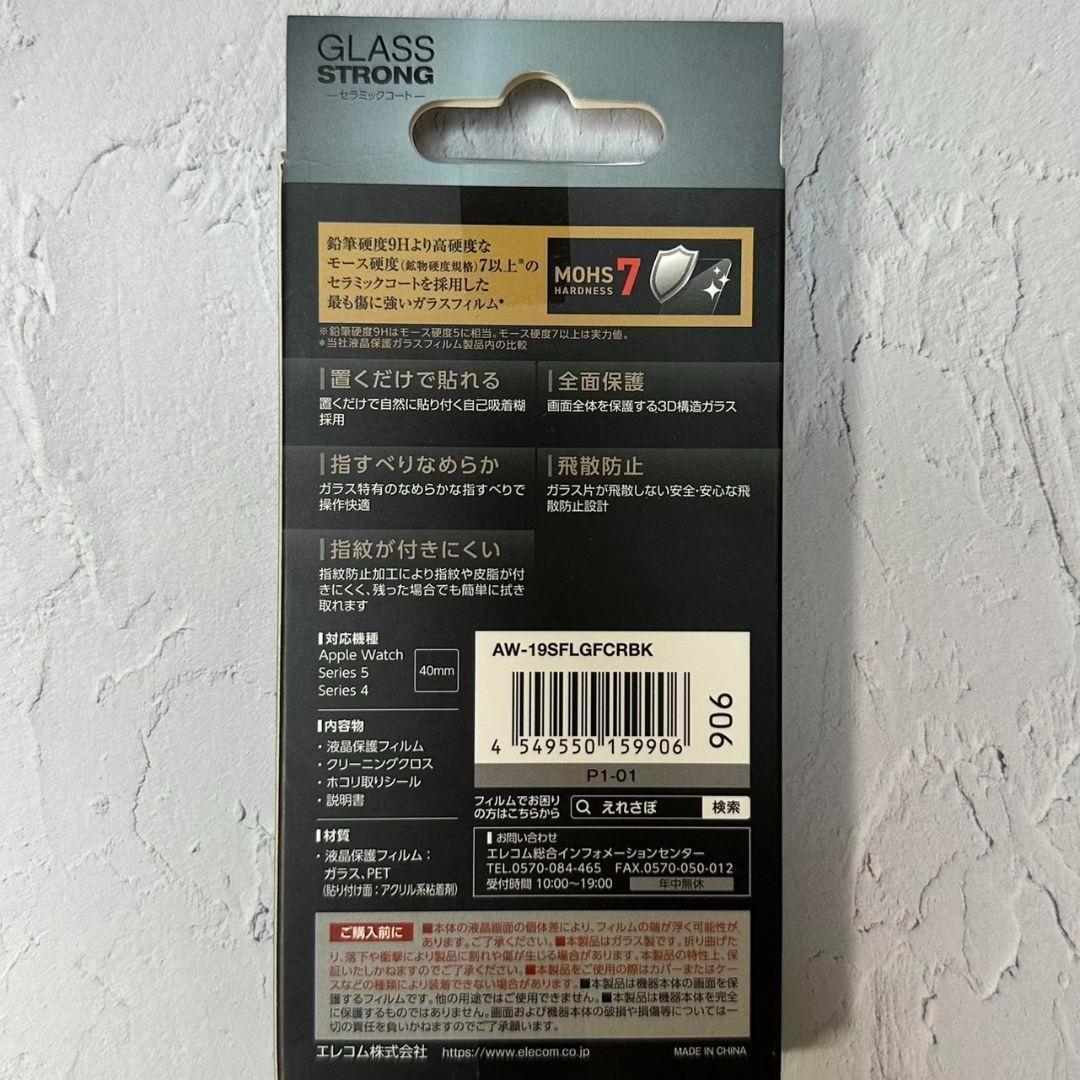 GLASS
STRONG
―セラミックコート―
鉛筆硬度9Hより高硬度な
モース硬度(鉱物硬度規格)7以上※の
セラミックコートを採用した
最も傷に強いガラスフィルム*
MOHS 7
HARDNESS
※鉛筆硬度9Hはモース硬度5に相当。モース硬度7以上は実力値。
*当社液晶保護ガラスフィルム製品内の比較
置くだけで貼れる
置くだけで自然に貼り付く自己吸着糊
採用
全面保護
画面全体を保護する3D構造ガラス
指すべりなめらか
ガラス特有のなめらかな指すべりで
操作快適
飛散防止
ガラス片が飛散しない安全・安心な飛
散防止設計
指紋が付きにくい
指紋防止加工により指紋や皮脂が付
きにくく、残った場合でも簡単に拭き
取れます
対応機種
Apple Watch
Series 5
Series 4
40mm
内容物
・液晶保護フィルム
・クリーニングクロス
・ホコリ取りシール
・説明書
材質
・液晶保護フィルム：
ガラス、PET
(貼り付け面：アクリル系粘着剤)
AW-19SFLGFCRBK
4 549550 159906
906
P1-01
フィルムでお困り
の方はこちらから
えれさぽ 検索
お問い合わせ
エレコム総合インフォメーションセンター
TEL.0570-084-465 FAX.0570-050-012
受付時間 10:00～19:00 年中無休
ご購入前に ■本体の液晶画面の個体差により、フィルムの端が浮く可能性が
あります。ご了承ください。■本製品はガラス製です。折り曲げた
り、落下や衝撃により製品に割れや傷が生じる場合があります。本製品の特性上、保
証いたしかねますのでご了承ください。■本製品をご使用の際はカバーまたはケー
スなどの種類により装着できない場合があります。■本製品は機器本体の画面を保
護するフィルムです。他の用途ではご使用できません。■本製品は機器本体を完全
に保護するものではありません。画面および機器本体の破損や損傷等については一
切の責任を負いかねますのでご了承願います。
エレコム株式会社 https://www.elecom.co.jp MADE IN CHINA